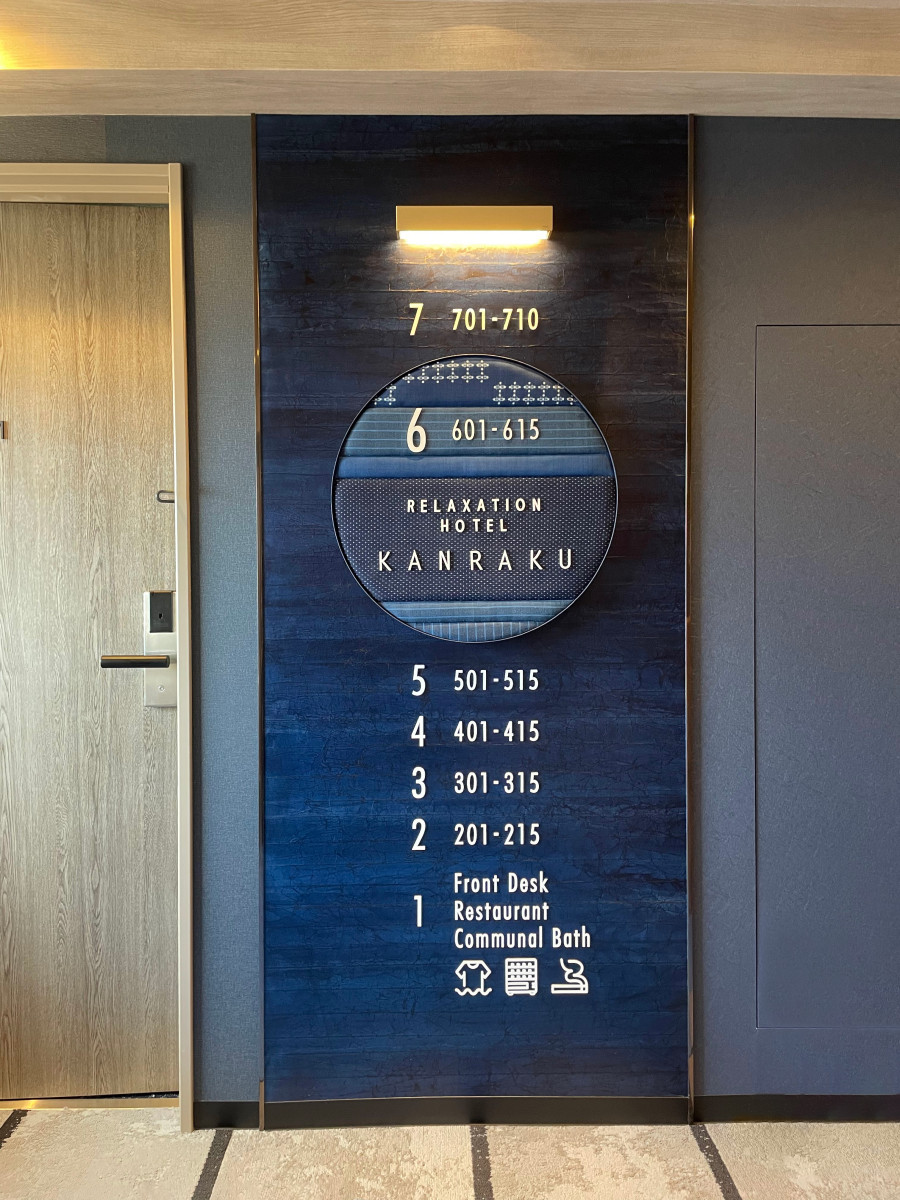 7 701-710
6 601-615
RELAXATION
HOTEL
KANRAKU
5 501-515
4 401-415
3 301-315
2 201-215
1 Front Desk
Restaurant
Communal Bath